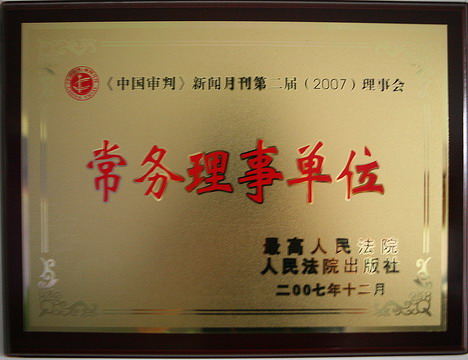 《中国审判》新闻月刊第二届(2007)理事会
常务理事单位
最高人民法院
人民法院出版社
二00七年十二月